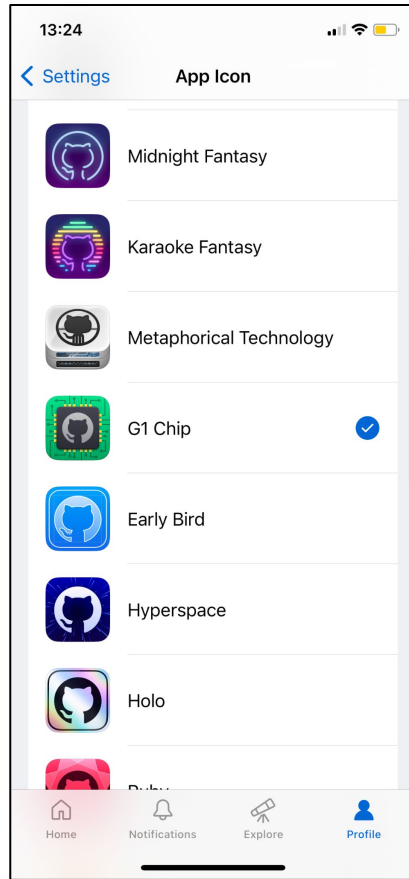 13:24
Settings
App Icon
Midnight Fantasy
Karaoke Fantasy
Metaphorical Technology
G1 Chip
Early Bird
Hyperspace
Holo
Ruby
Home
Notifications
Explore
Profile